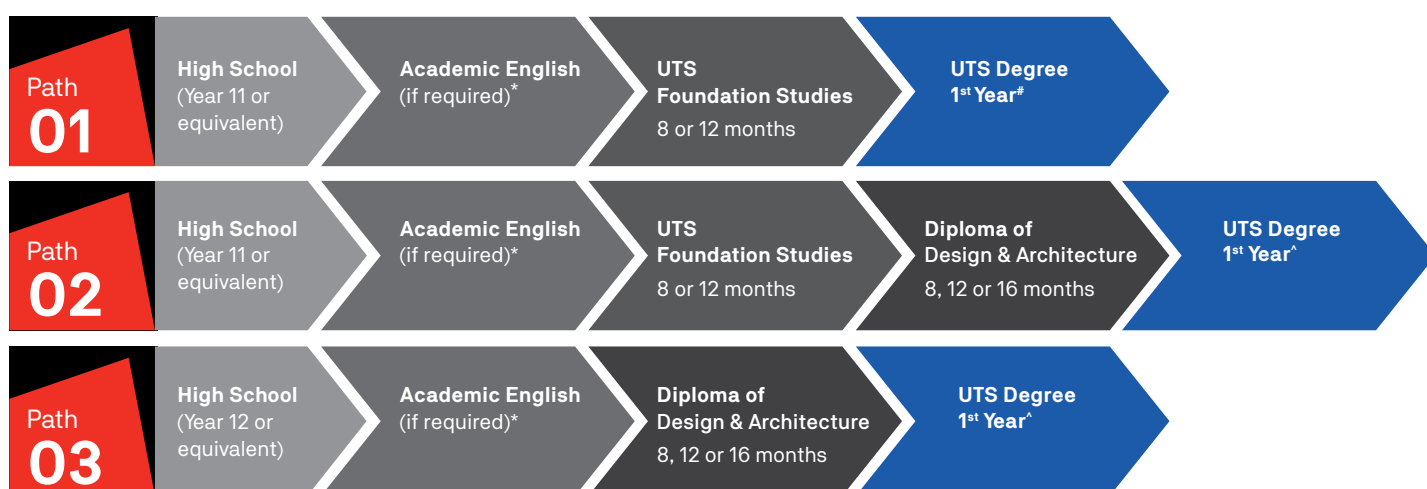 Path
01
High School
(Year 11 or
equivalent)
Academic English
(if required)*
UTS
Foundation Studies
8 or 12 months
UTS Degree
1st Year#
Path
02
High School
(Year 11 or
equivalent)
Academic English
(if required)*
UTS
Foundation Studies
8 or 12 months
Diploma of
Design & Architecture
8, 12 or 16 months
UTS Degree
1st Year^
Path
03
High School
(Year 12 or
equivalent)
Academic English
(if required)*
Diploma of
Design & Architecture
8, 12 or 16 months
UTS Degree
1st Year^